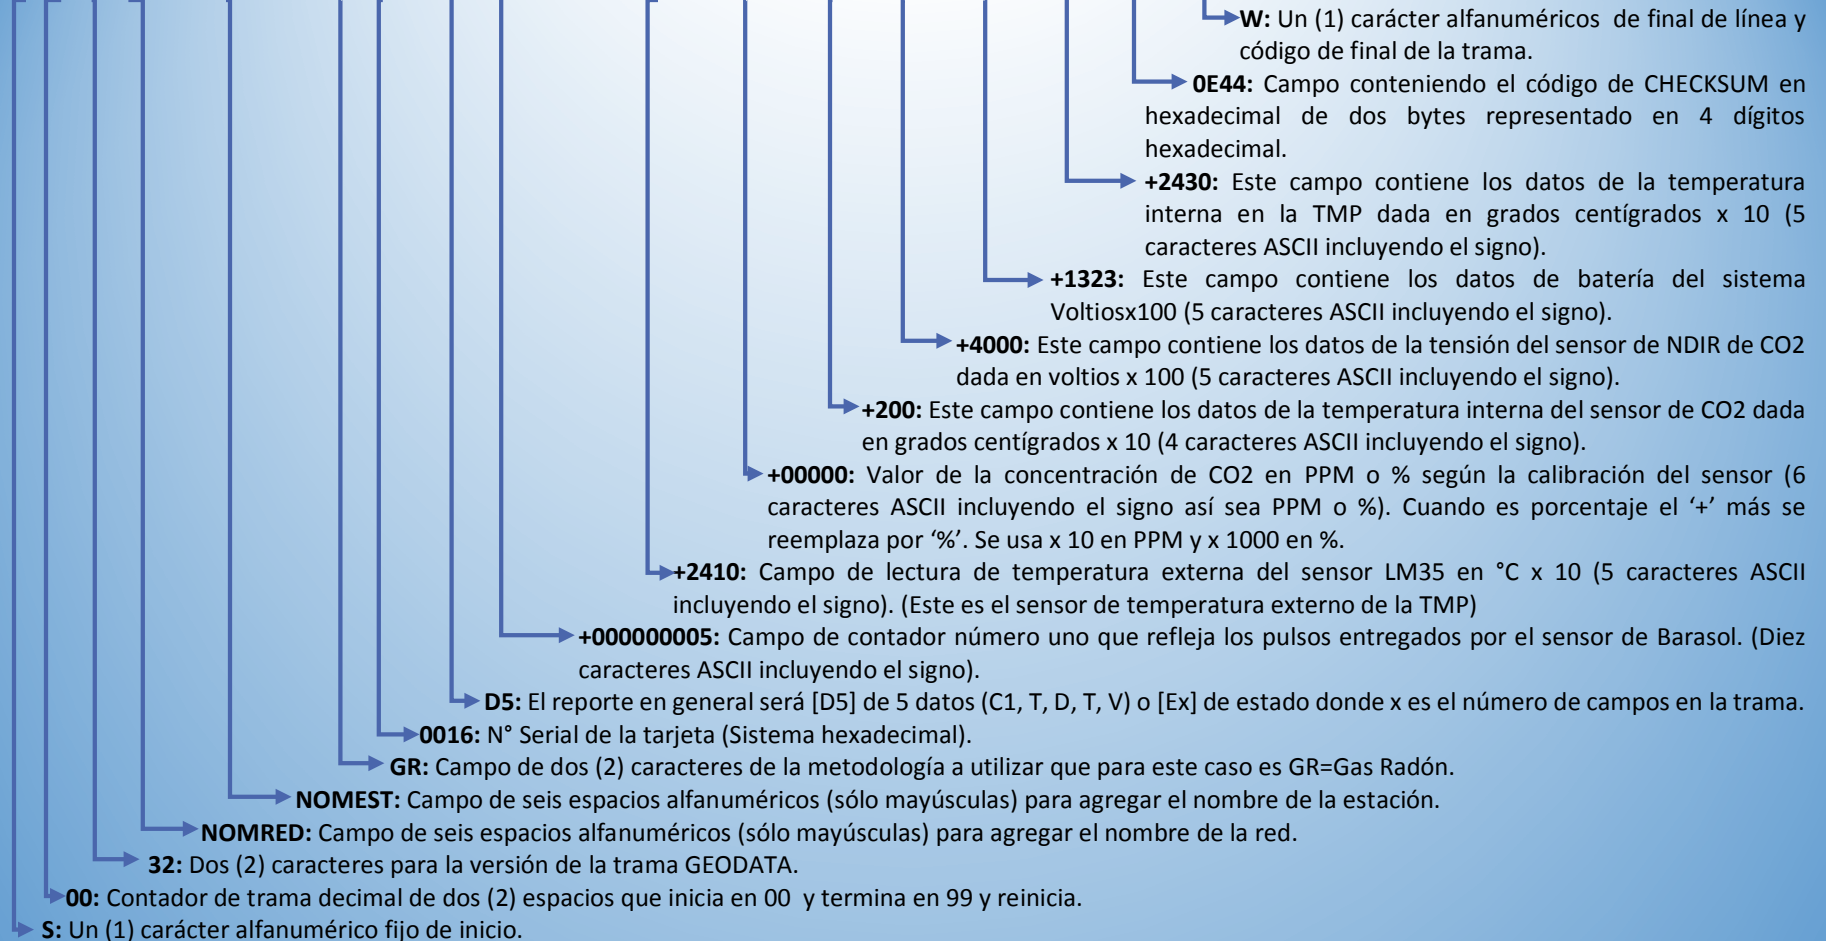 W: Un (1) carácter alfanuméricos de final de línea y
código de final de la trama.
0E44: Campo conteniendo el código de CHECKSUM en
hexadecimal de dos bytes representado en 4 dígitos
hexadecimal.
+2430: Este campo contiene los datos de la temperatura
interna en la TMP dada en grados centígrados x 10 (5
caracteres ASCII incluyendo el signo).
+1323: Este campo contiene los datos de batería del sistema
Voltiosx100 (5 caracteres ASCII incluyendo el signo).
+4000: Este campo contiene los datos de la tensión del sensor de NDIR de CO2
dada en voltios x 100 (5 caracteres ASCII incluyendo el signo).
+200: Este campo contiene los datos de la temperatura interna del sensor de CO2 dada
en grados centígrados x 10 (4 caracteres ASCII incluyendo el signo).
+00000: Valor de la concentración de CO2 en PPM o % según la calibración del sensor (6
caracteres ASCII incluyendo el signo así sea PPM o %). Cuando es porcentaje el ‘+’ más se
reemplaza por ‘%’. Se usa x 10 en PPM y x 1000 en %.
+2410: Campo de lectura de temperatura externa del sensor LM35 en °C x 10 (5 caracteres ASCII
incluyendo el signo). (Este es el sensor de temperatura externo de la TMP)
+000000005: Campo de contador número uno que refleja los pulsos entregados por el sensor de Barasol. (Diez
caracteres ASCII incluyendo el signo).
D5: El reporte en general será [D5] de 5 datos (C1, T, D, T, V) o [Ex] de estado donde x es el número de campos en la trama.
0016: N° Serial de la tarjeta (Sistema hexadecimal).
GR: Campo de dos (2) caracteres de la metodología a utilizar que para este caso es GR=Gas Radón.
NOMEST: Campo de seis espacios alfanuméricos (sólo mayúsculas) para agregar el nombre de la estación.
NOMRED: Campo de seis espacios alfanuméricos (sólo mayúsculas) para agregar el nombre de la red.
32: Dos (2) caracteres para la versión de la trama GEODATA.
00: Contador de trama decimal de dos (2) espacios que inicia en 00 y termina en 99 y reinicia.
S: Un (1) carácter alfanumérico fijo de inicio.